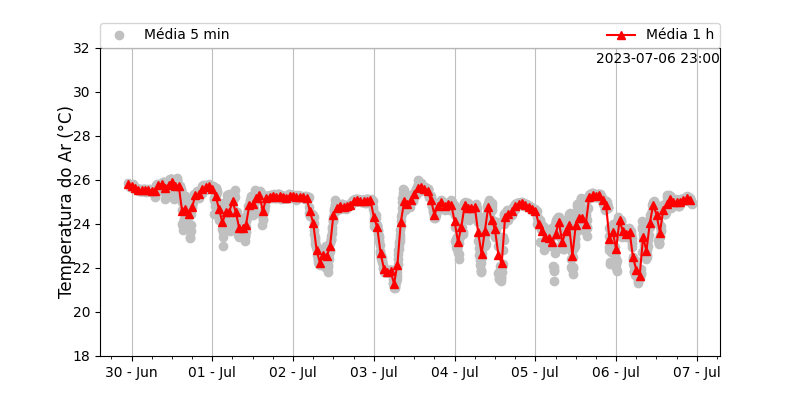 Média 5 min
Média 1 h
2023-07-06 23:00
Temperatura do Ar (°C)
32
30
28
26
24
22
20
18
30 - Jun
01 - Jul
02 - Jul
03 - Jul
04 - Jul
05 - Jul
06 - Jul
07 - Jul